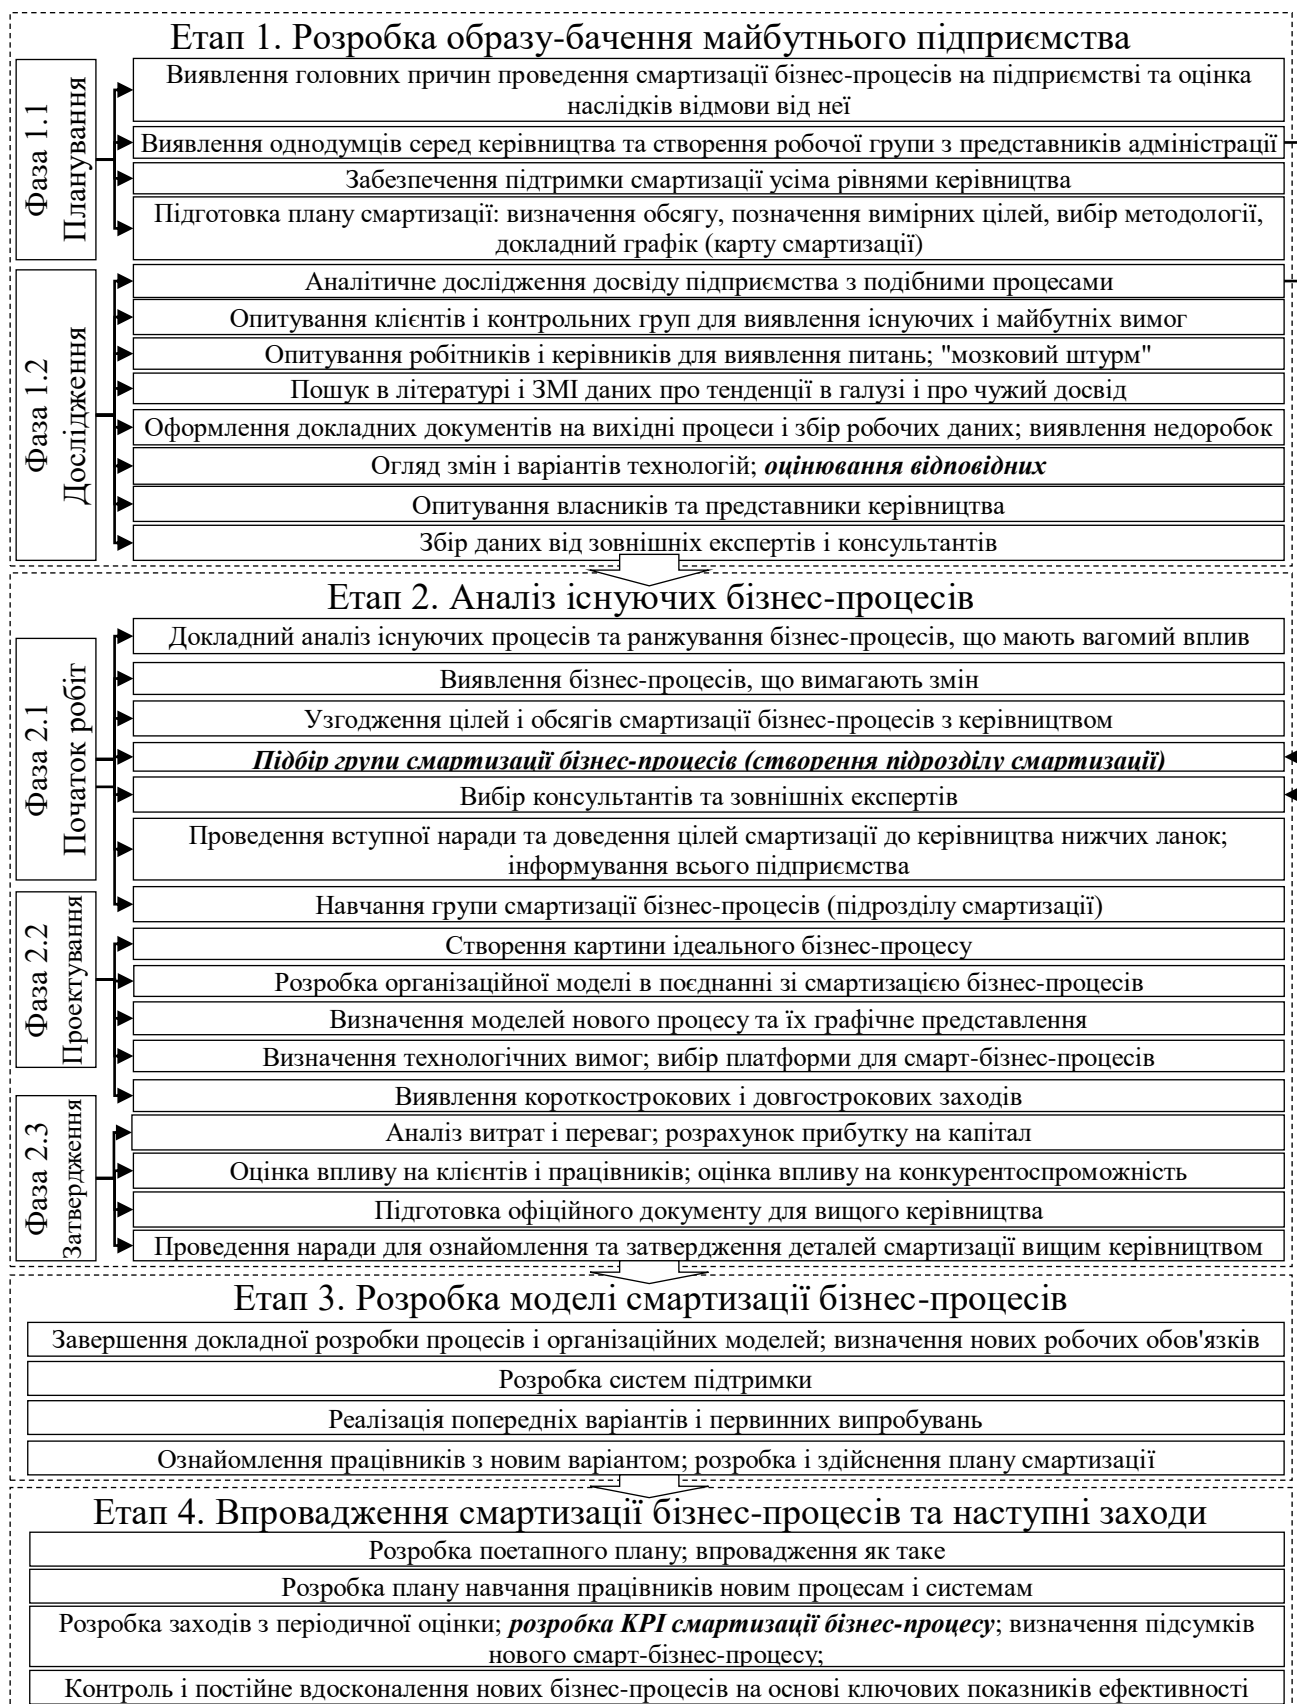 Етап 1. Розробка образу-бачення майбутнього підприємства
Фаза 1.1
Планування
Виявлення головних причин проведення смартизації бізнес-процесів на підприємстві та оцінка
наслідків відмови від неї
Виявлення однодумців серед керівництва та створення робочої групи з представників адміністрації
Забезпечення підтримки смартизації усіма рівнями керівництва
Підготовка плану смартизації: визначення обсягу, позначення вимірних цілей, вибір методології,
докладний графік (карту смартизації)
Фаза 1.2
Дослідження
Аналітичне дослідження досвіду підприємства з подібними процесами
Опитування клієнтів і контрольних груп для виявлення існуючих і майбутніх вимог
Опитування робітників і керівників для виявлення питань; "мозковий штурм"
Пошук в літературі і ЗМІ даних про тенденції в галузі і про чужий досвід
Оформлення докладних документів на вихідні процеси і збір робочих даних; виявлення недоробок
Огляд змін і варіантів технологій; оцінювання відповідних
Опитування власників та представники керівництва
Збір даних від зовнішніх експертів і консультантів
Етап 2. Аналіз існуючих бізнес-процесів
Фаза 2.1
Початок робіт
Докладний аналіз існуючих процесів та ранжування бізнес-процесів, що мають вагомий вплив
Виявлення бізнес-процесів, що вимагають змін
Узгодження цілей і обсягів смартизації бізнес-процесів з керівництвом
Підбір групи смартизації бізнес-процесів (створення підрозділу смартизації)
Вибір консультантів та зовнішніх експертів
Проведення вступної наради та доведення цілей смартизації до керівництва нижчих ланок;
інформування всього підприємства
Навчання групи смартизації бізнес-процесів (підрозділу смартизації)
Фаза 2.2
Проектування
Створення картини ідеального бізнес-процесу
Розробка організаційної моделі в поєднанні зі смартизацією бізнес-процесів
Визначення моделей нового процесу та їх графічне представлення
Визначення технологічних вимог; вибір платформи для смарт-бізнес-процесів
Виявлення короткострокових і довгострокових заходів
Фаза 2.3
Затвердження
Аналіз витрат і переваг; розрахунок прибутку на капітал
Оцінка впливу на клієнтів і працівників; оцінка впливу на конкурентоспроможність
Підготовка офіційного документу для вищого керівництва
Проведення наради для ознайомлення та затвердження деталей смартизації вищим керівництвом
Етап 3. Розробка моделі смартизації бізнес-процесів
Завершення докладної розробки процесів і організаційних моделей; визначення нових робочих обов'язків
Розробка систем підтримки
Реалізація попередніх варіантів і первинних випробувань
Ознайомлення працівників з новим варіантом; розробка і здійснення плану смартизації
Етап 4. Впровадження смартизації бізнес-процесів та наступні заходи
Розробка поетапного плану; впровадження як таке
Розробка плану навчання працівників новим процесам і системам
Розробка заходів з періодичної оцінки; розробка KPI смартизації бізнес-процесу; визначення підсумків
нового смарт-бізнес-процесу;
Контроль і постійне вдосконалення нових бізнес-процесів на основі ключових показників ефективності